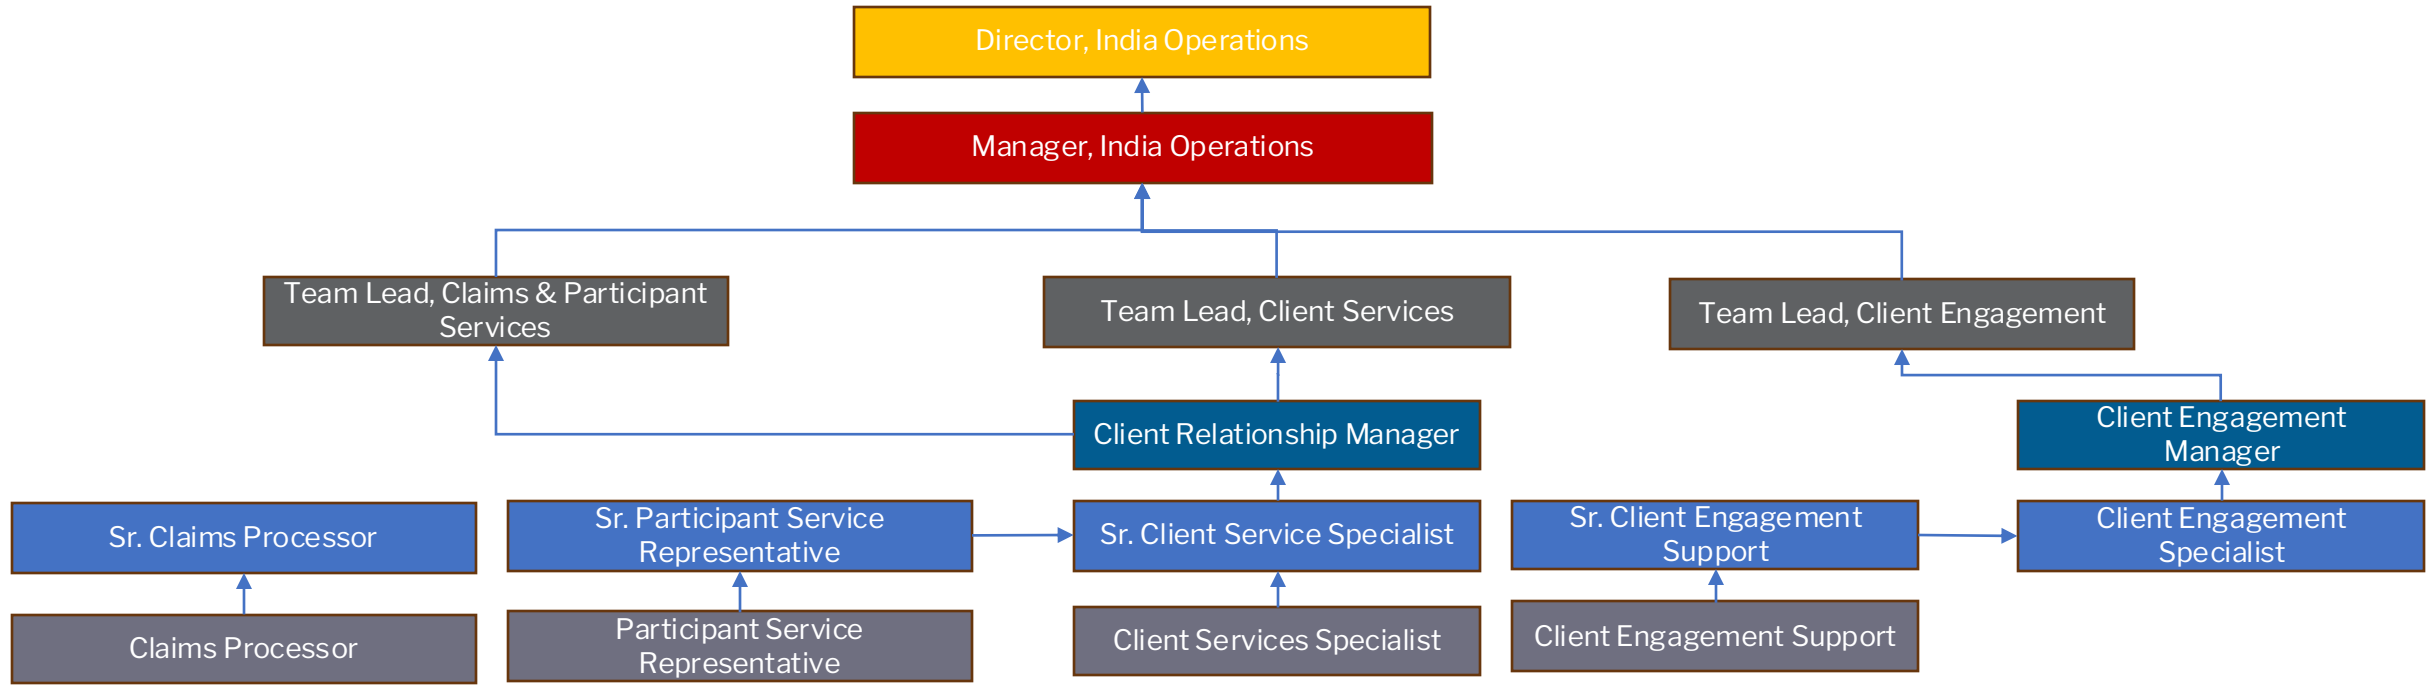 Director, India Operations
Manager, India Operations
Team Lead, Claims & Participant
Services
Team Lead, Client Services
Team Lead, Client Engagement
Client Relationship Manager
Client Engagement
Manager
Sr. Claims Processor
Sr. Participant Service
Representative
Sr. Client Service Specialist
Sr. Client Engagement
Support
Client Engagement
Specialist
Claims Processor
Participant Service
Representative
Client Services Specialist
Client Engagement Support